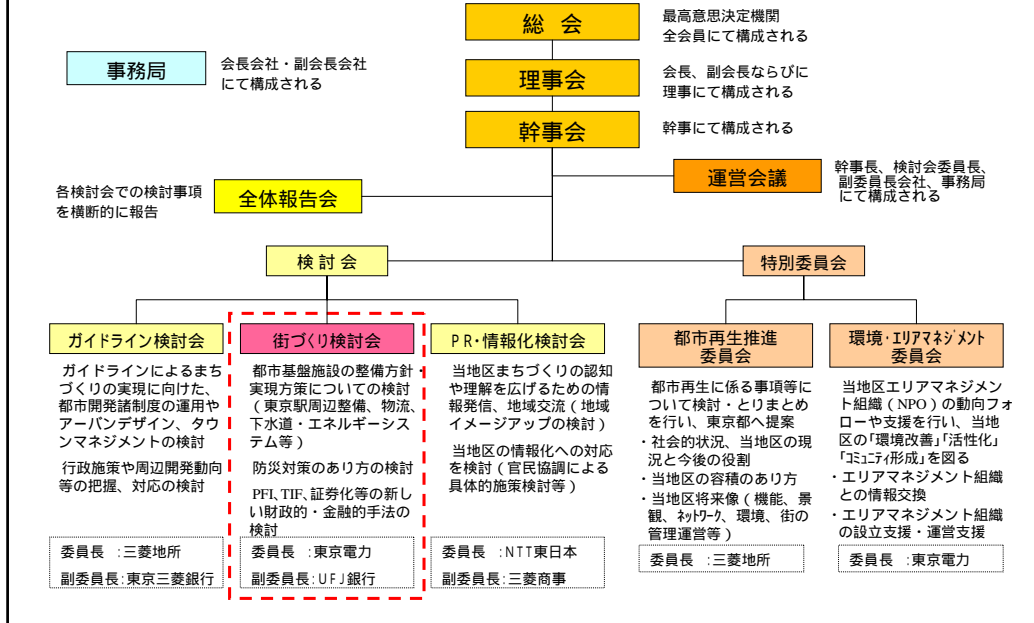 総 会
最高意思決定機関
全会員にて構成される
事務局
会長会社・副会長会社
にて構成される
理事会
会長、副会長ならびに
理事にて構成される
幹事会
幹事にて構成される
運営会議
幹事長、検討会委員長、
副委員長会社、事務局
にて構成される
各検討会での検討事項
を横断的に報告
全体報告会
検 討 会
特別委員会
ガイドライン検討会
ガイドラインによるまち
づくりの実現に向けた、
都市開発諸制度の運用や
アーバンデザイン、タウ
ンマネジメントの検討
行政施策や周辺開発動向
等の把握、対応の検討
委員長 :三菱地所
副委員長:東京三菱銀行
街づくり検討会
都市基盤施設の整備方針・
実現方策についての検討
(東京駅周辺整備、物流、
下水道・エネルギーシス
テム等)
防災対策のあり方の検討
PFI、TIF、証券化等の新し
い財政的・金融的手法の
検討
委員長 :東京電力
副委員長:UFJ銀行
PR・情報化検討会
当地区まちづくりの認知
や理解を広げるための情
報発信、地域交流(地域
イメージアップの検討)
当地区の情報化への対応
を検討(官民協調による
具体的施策検討等)
委員長 :NTT東日本
副委員長:三菱商事
都市再生推進
委員会
都市再生に係る事項等に
ついて検討・とりまとめ
を行い、東京都へ提案
・社会的状況、当地区の現
況と今後の役割
・当地区の容積のあり方
・当地区将来像(機能、景
観、ネットワーク、環境、街の
管理運営等)
委員長 :三菱地所
環境・エリアマネジメント
委員会
当地区エリアマネジメン
ト組織(NPO)の動向フォ
ローや支援を行い、当地
区の「環境改善」「活性化」
「コミュニティ形成」を図る
・エリアマネジメント組織
との情報交換
・エリアマネジメント組織
の設立支援・運営支援
委員長 :東京電力